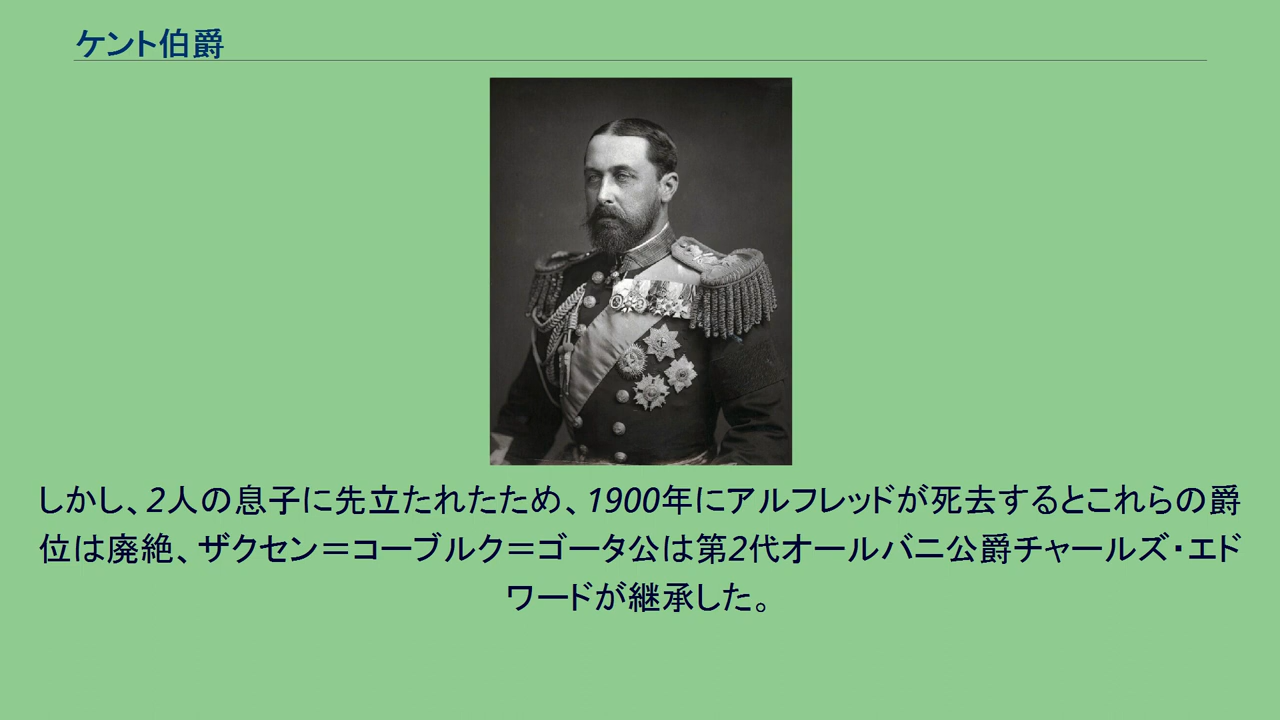 ケント伯爵
しかし、2人の息子に先立たれたため、1900年にアルフレッドが死去するとこれらの爵
位は廃絶、ザクセン＝コーブルク＝ゴータ公は第2代オールバニ公爵チャールズ・エド
ワードが継承した。